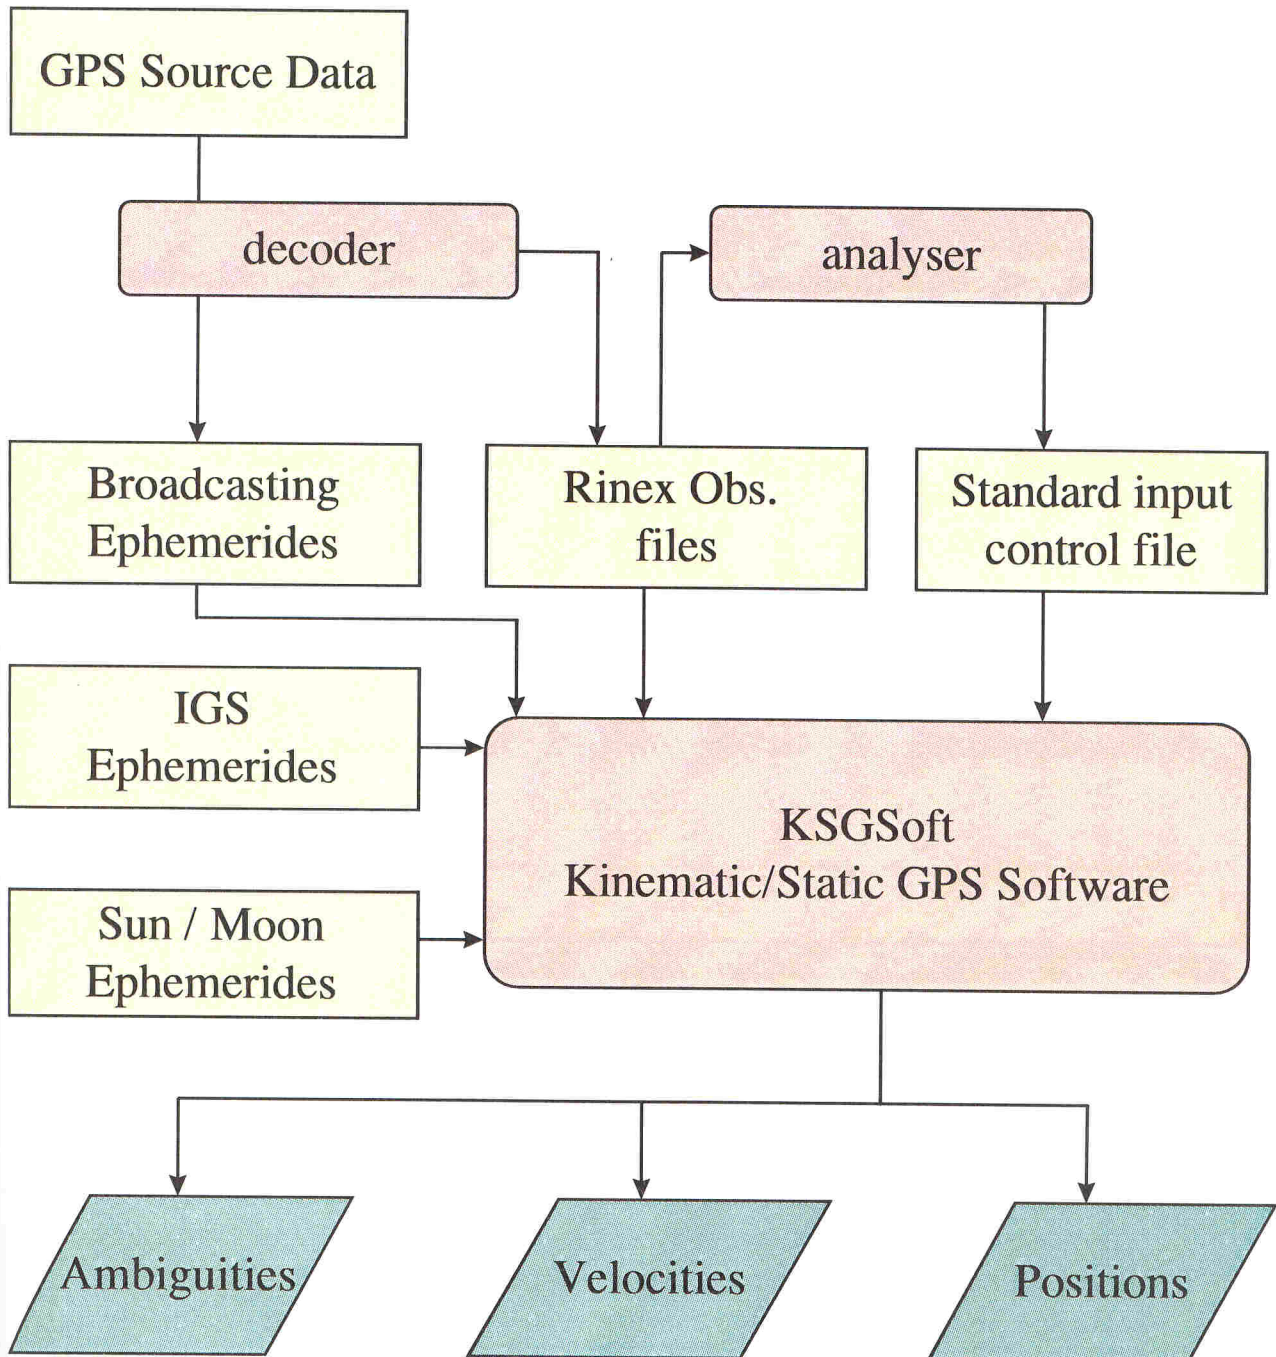 GPS Source Data
decoder
analyser
Broadcasting
Ephemerides
Rinex Obs.
files
Standard input
control file
IGS
Ephemerides
Sun / Moon
Ephemerides
KSGSoft
Kinematic/Static GPS Software
Ambiguities
Velocities
Positions